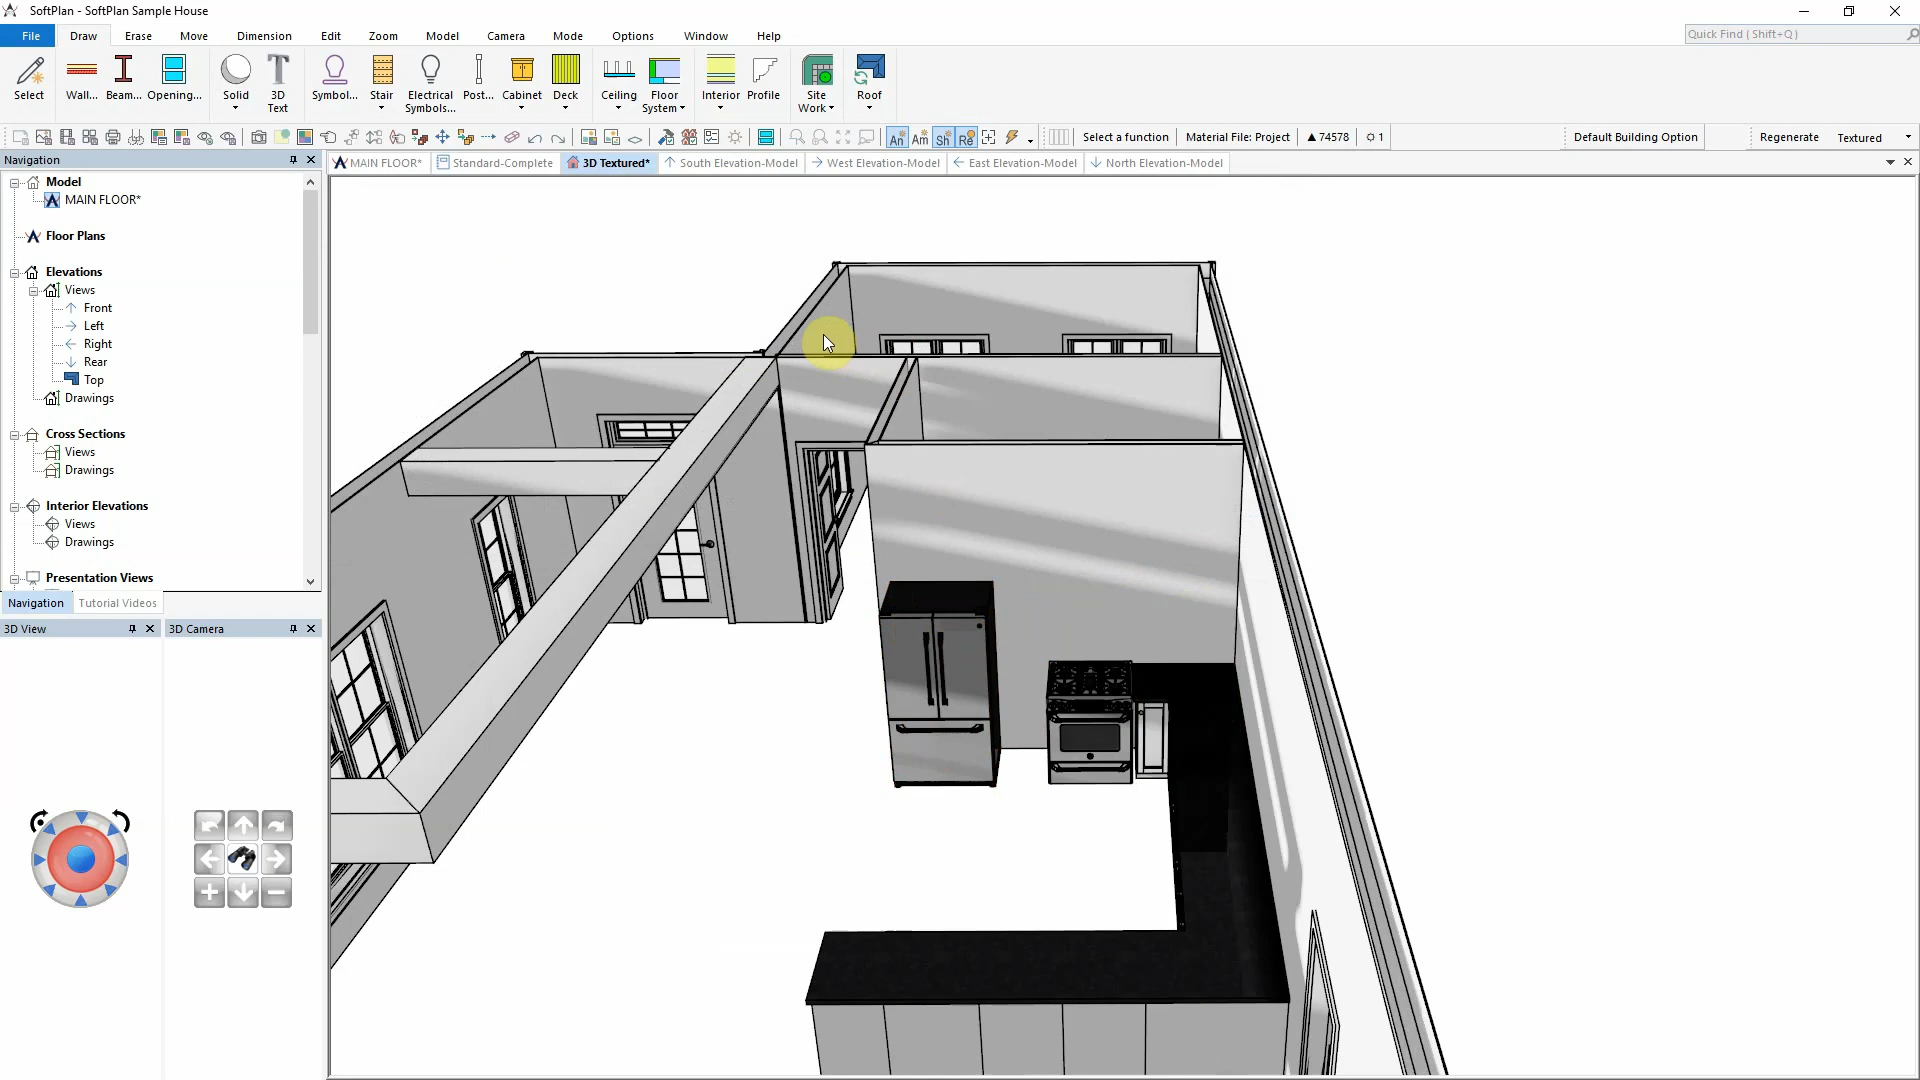 SoftPlan - SoftPlan Sample House
File Draw Erase Move Dimension Edit Zoom Model Camera Mode Options Window Help
Quick Find ( Shift+Q )
Select Wall... Beam... Opening... Solid 3D Text Symbol... Stair Electrical Symbols... Post... Cabinet Deck Ceiling Floor System Interior Profile Site Work Roof
An Am Sh Re Select a function Material File: Project ▲74578 1 Default Building Option Regenerate Textured
Navigation
MAIN FLOOR* Standard-Complete 3D Textured* South Elevation-Model West Elevation-Model East Elevation-Model North Elevation-Model
Model
MAIN FLOOR*
Floor Plans
Elevations
Views
Front
Left
Right
Rear
Top
Drawings
Cross Sections
Views
Drawings
Interior Elevations
Views
Drawings
Presentation Views
Navigation Tutorial Videos
3D View 3D Camera